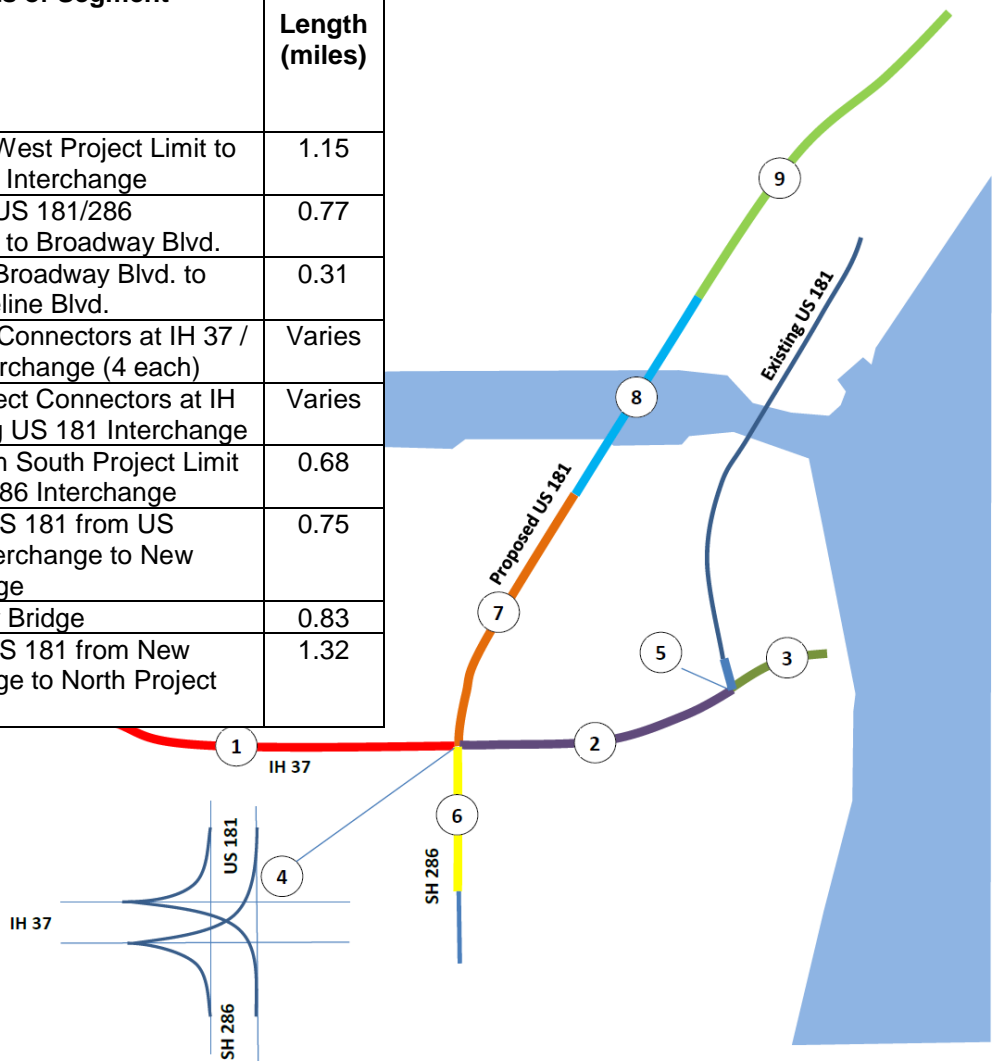 s of Segment
Length
(miles)
West Project Limit to
Interchange
1.15
US 181/286
to Broadway Blvd.
0.77
Broadway Blvd. to
eline Blvd.
0.31
Connectors at IH 37 /
rchange (4 each)
Varies
ect Connectors at IH
g US 181 Interchange
Varies
n South Project Limit
86 Interchange
0.68
S 181 from US
erchange to New
ge
0.75
r Bridge
0.83
S 181 from New
ge to North Project
1.32
9
Existing US 181
8
Proposed US 181
7
5
3
1
2
IH 37
6
SH 286
US 181
4
IH 37
SH 286